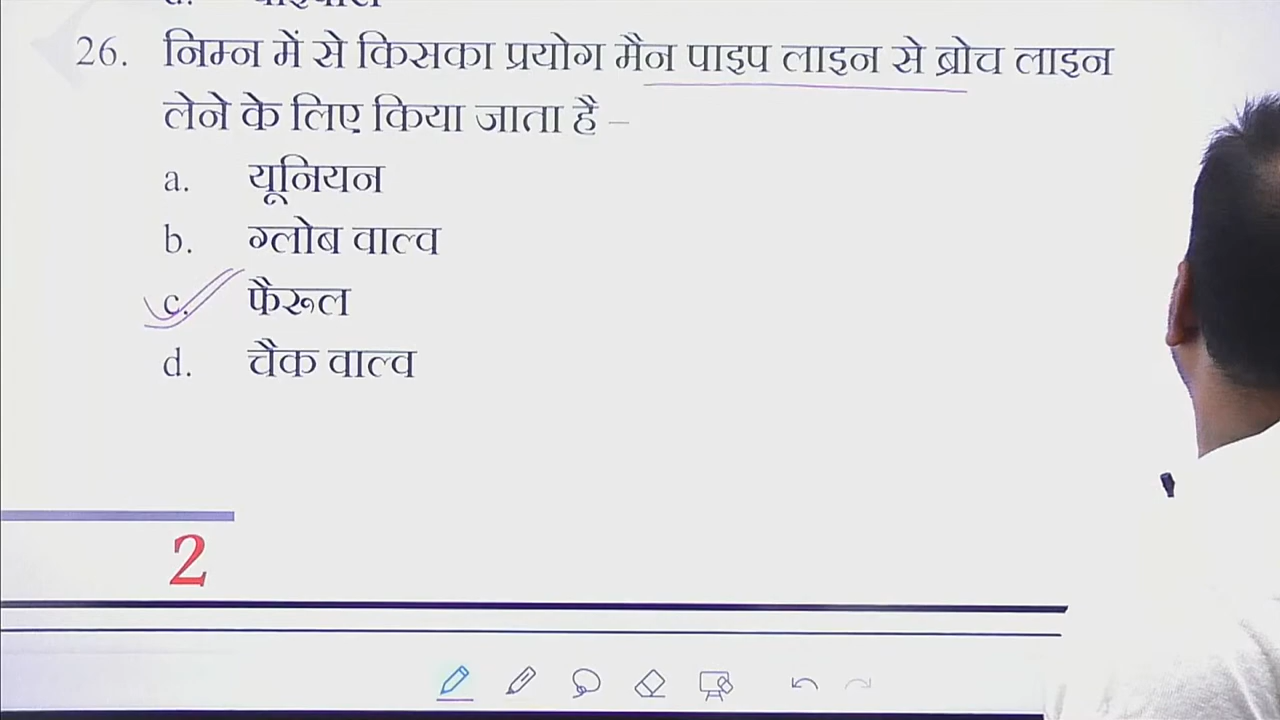 26. निम्न में से किसका प्रयोग मैन पाइप लाइन से ब्रोच लाइन
लेने के लिए किया जाता है –
a. यूनियन
b. ग्लोब वाल्व
c. फैरूल
d. चैक वाल्व
2